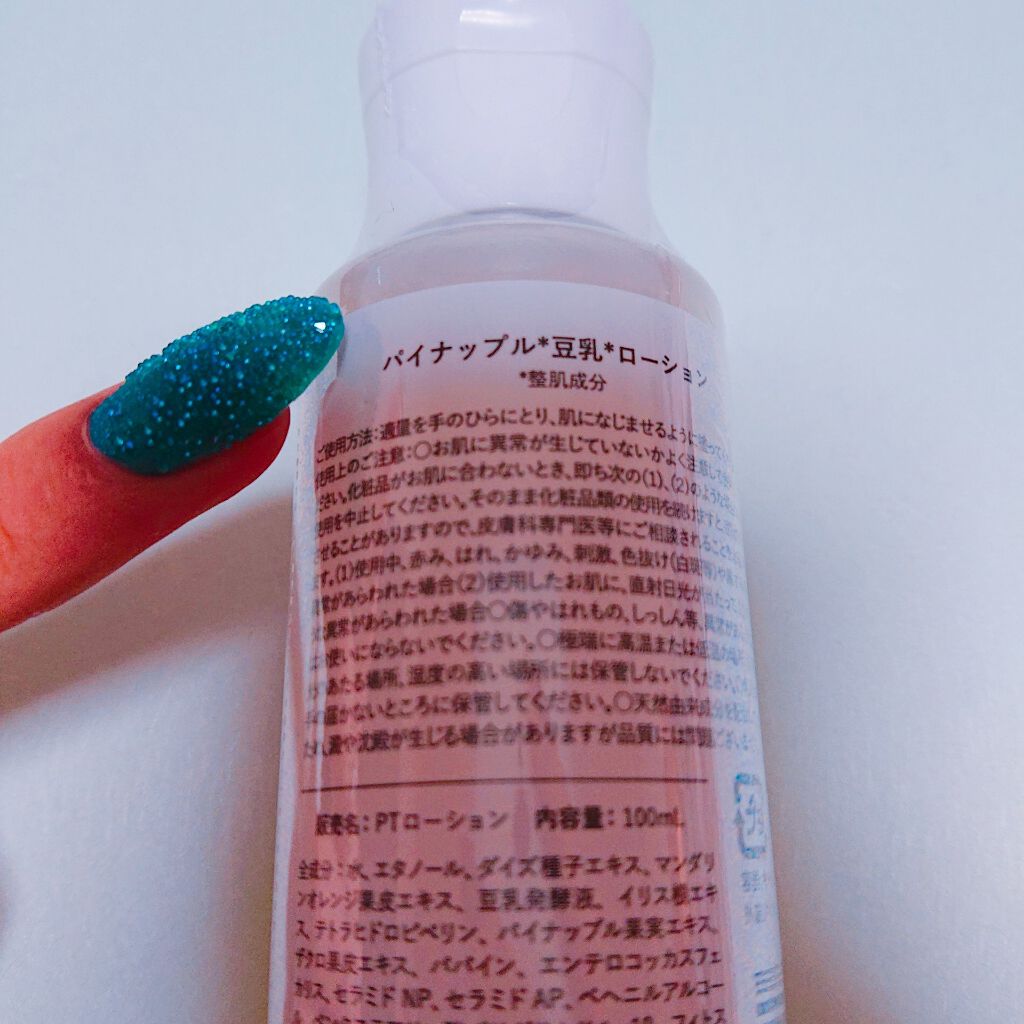 パイナップル*豆乳*ローション
*整肌成分
ご使用方法:適量を手のひらにとり、肌になじませるように塗って
使用上のご注意:〇お肌に異常が生じていないかよく注意して
ださい。化粧品がお肌に合わないとき、即ち次の(1)、(2)のような
使用を中止してください。そのまま化粧品類の使用を続けますと、
させることがありますので、皮膚科専門医等にご相談されること
ます。(1)使用中、赤み、はれ、かゆみ、刺激、色抜け(白斑等)や
異常があらわれた場合(2)使用したお肌に、直射日光が当たって
異常があらわれた場合〇傷やはれもの、しっしん等、異常が
お使いにならないでください。〇極端に高温または低温の
があたる場所、湿度の高い場所には保管しないでください。
の届かないところに保管してください。〇天然由来成分を配合
ため、濁や沈殿が生じる場合がありますが品質には問題ござい
販売名:PTローション 内容量:100mL
全成分:水、エタノール、ダイズ種子エキス、マンダリ
ンオレンジ果皮エキス、豆乳発酵液、イリス根エキ
ス、テトラヒドロピペリン、パイナップル果実エキス、
ザクロ果皮エキス、パパイン、エンテロコッカスフェ
カリス、セラミドNP、セラミドAP、ベヘニルアルコー